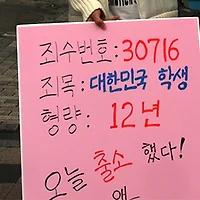 죄수번호:30716
죄목: 대한민국 학생
형량: 12년
오늘 출소 했다!